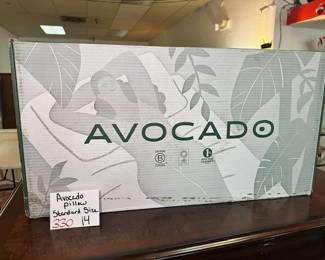 AVOCADO
B
Avocado
pillow
Standard Size
330 14